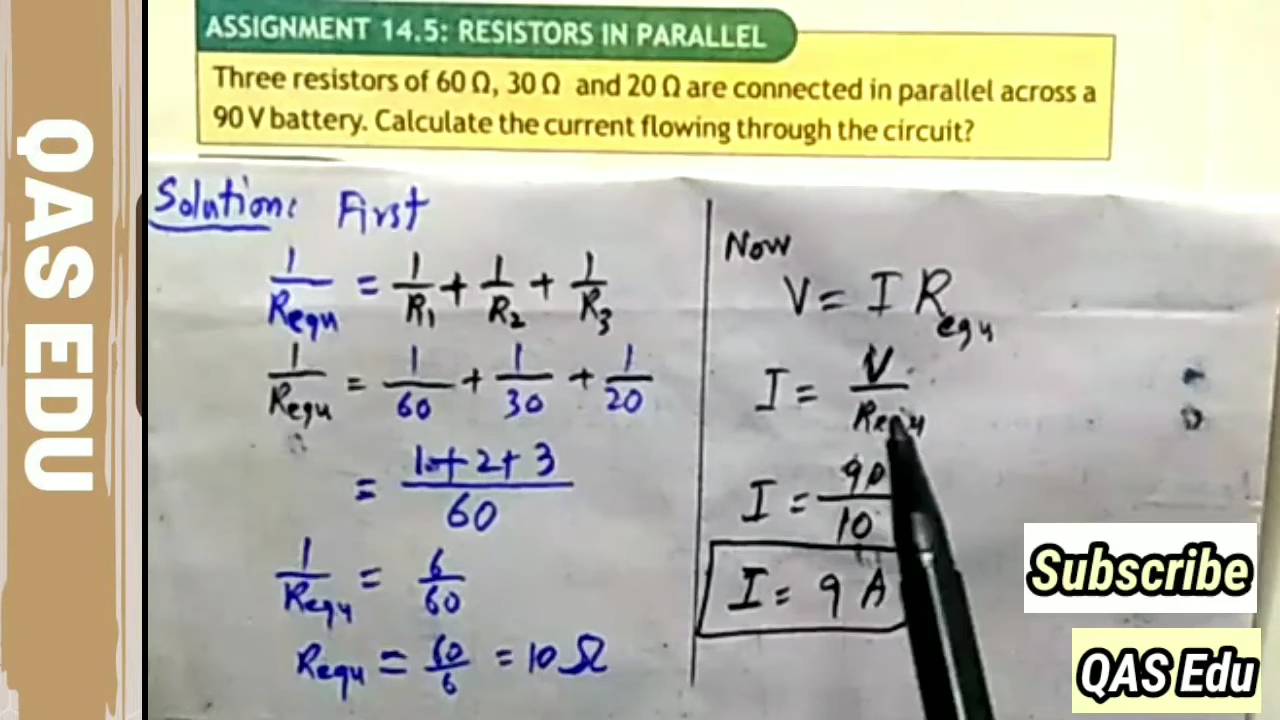 QAS EDU
ASSIGNMENT 14.5: RESISTORS IN PARALLEL
Three resistors of 60 Ω, 30 Ω and 20 Ω are connected in parallel across a
90 V battery. Calculate the current flowing through the circuit?
Solution: First
1/Requ = 1/R1 + 1/R2 + 1/R3
1/Requ = 1/60 + 1/30 + 1/20
= 1+2+3/60
1/Requ = 6/60
Requ = 60/6 = 10 Ω
Now
V = I Requ
I = V/Requ
I = 90/10
I = 9 A
Subscribe
QAS Edu